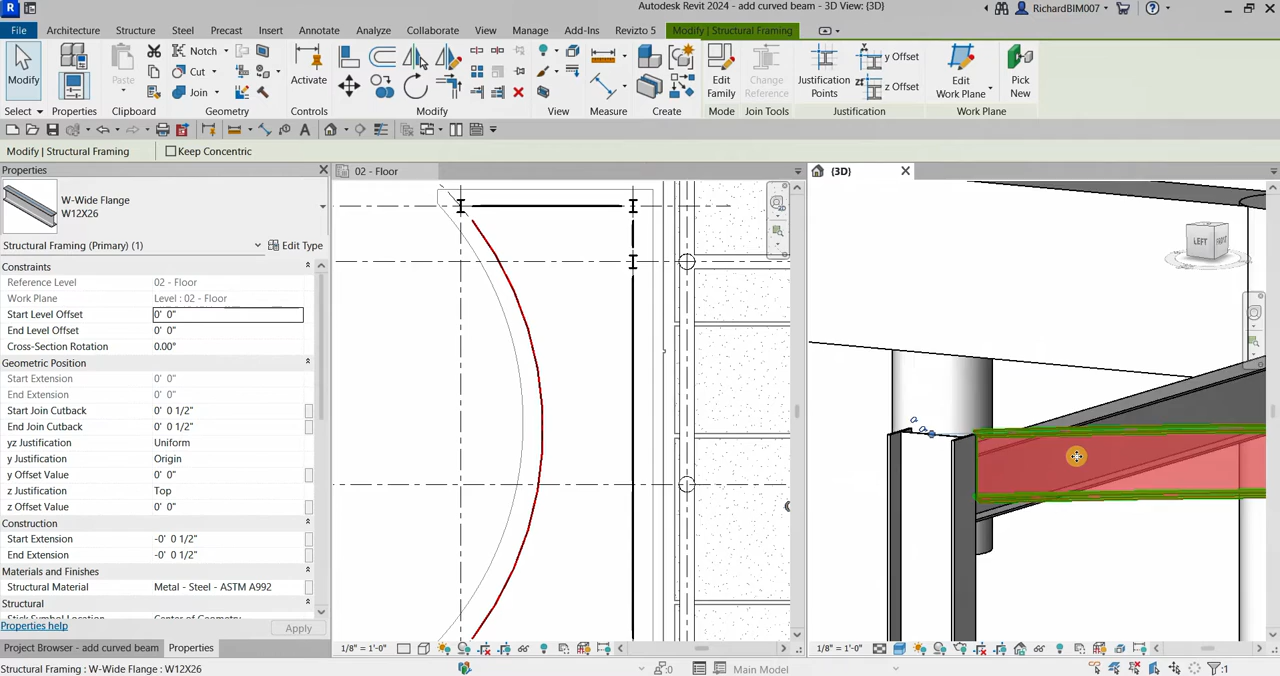 Autodesk Revit 2024 - add curved beam - 3D View: {3D}
RichardBIM007
File Architecture Structure Steel Precast Insert Annotate Analyze Collaborate View Manage Add-Ins Revizto 5 Modify | Structural Framing
Modify
Properties
Paste
Notch
Cut
Join
Activate
Edit Family
Change Reference
Justification Points
y Offset
z Offset
Edit Work Plane
Pick New
Select Properties Clipboard Geometry Controls Modify View Measure Create Mode Join Tools Justification Work Plane
Modify | Structural Framing
Keep Concentric
Properties
02 - Floor
{3D}
W-Wide Flange
W12X26
Structural Framing (Primary) (1)
Edit Type
Constraints
Reference Level 02 - Floor
Work Plane Level : 02 - Floor
Start Level Offset 0' 0"
End Level Offset 0' 0"
Cross-Section Rotation 0.00°
Geometric Position
Start Extension 0' 0"
End Extension 0' 0"
Start Join Cutback 0' 0 1/2"
End Join Cutback 0' 0 1/2"
yz Justification Uniform
y Justification Origin
y Offset Value 0' 0"
z Justification Top
z Offset Value 0' 0"
Construction
Start Extension -0' 0 1/2"
End Extension -0' 0 1/2"
Materials and Finishes
Structural Material Metal - Steel - ASTM A992
Structural
Stick Symbol Location Center of Geometry
Properties help
Apply
Project Browser - add curved beam
Properties
1/8" = 1'-0"
1/8" = 1'-0"
LEFT
FRONT
Structural Framing : W-Wide Flange : W12X26
:0
Main Model
:1